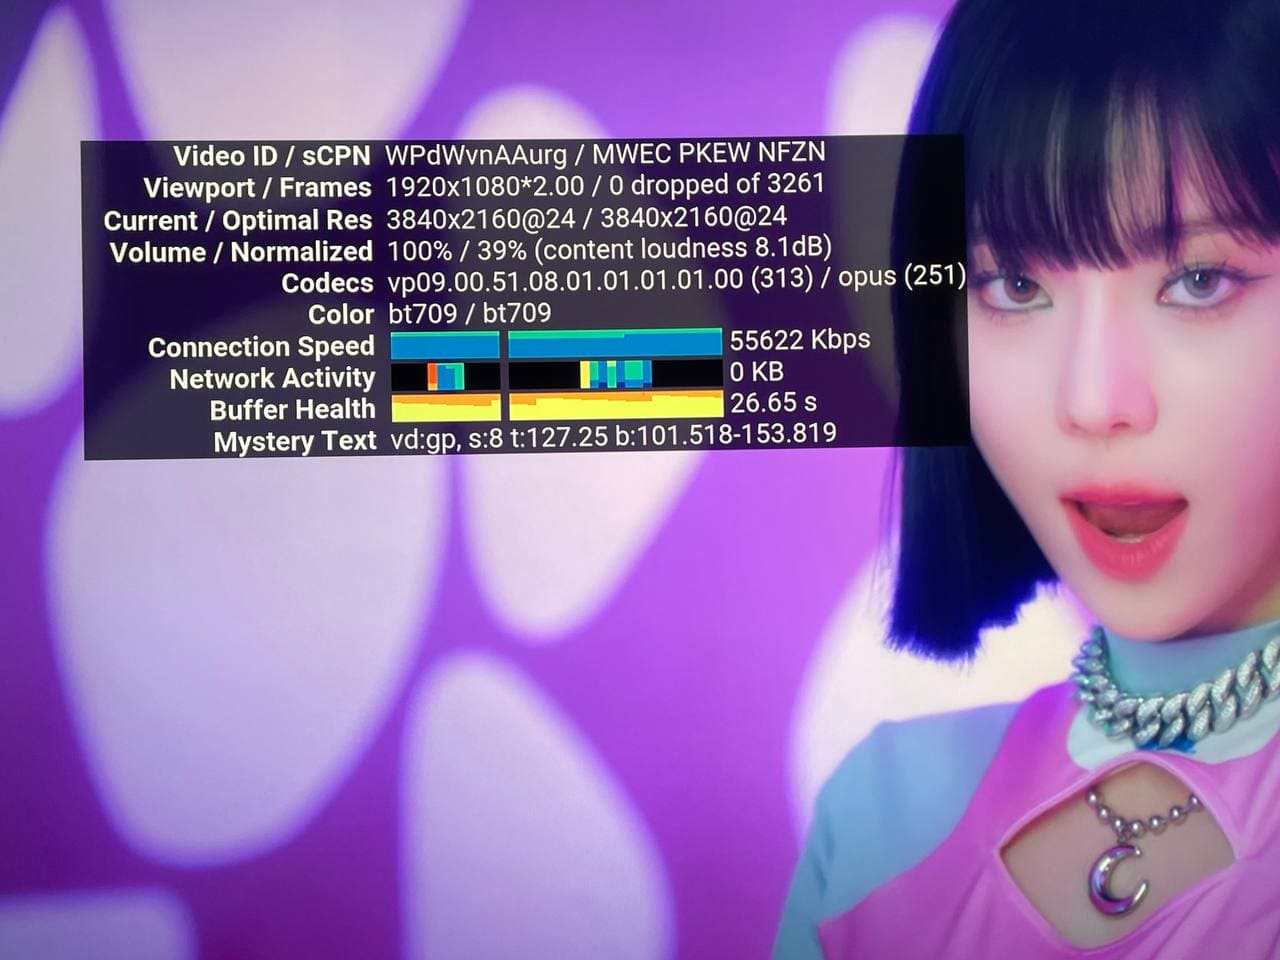 Video ID / sCPN WPdWvnAAurg / MWEC PKEW NFZN
Viewport / Frames 1920x1080*2.00 / 0 dropped of 3261
Current / Optimal Res 3840x2160@24 / 3840x2160@24
Volume / Normalized 100% / 39% (content loudness 8.1dB)
Codecs vp09.00.51.08.01.01.01.01.00 (313) / opus (251)
Color bt709 / bt709
Connection Speed 55622 Kbps
Network Activity 0 KB
Buffer Health 26.65 s
Mystery Text vd:gp, s:8 t:127.25 b:101.518-153.819